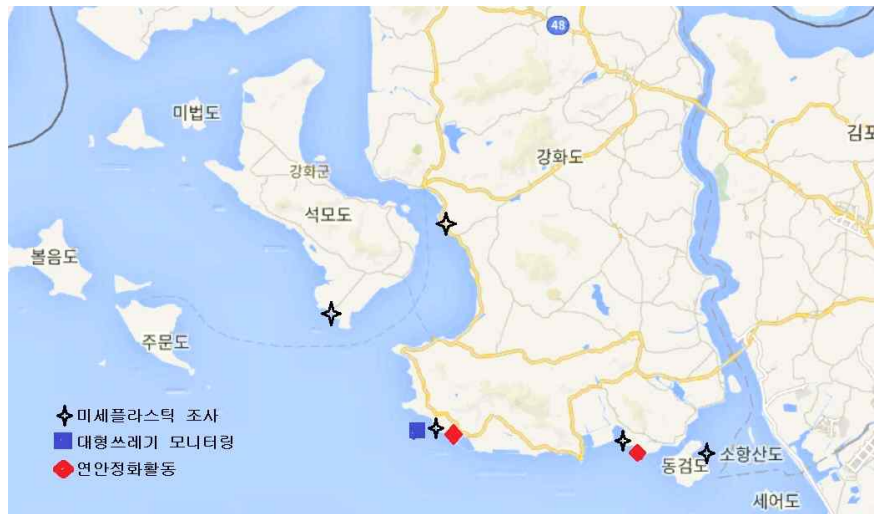 48
미법도
김포
강화도
강화군
석모도
볼음도
주문도
미세플라스틱 조사
대형쓰레기 모니터링
연안정화활동
동검도
소항산도
세어도